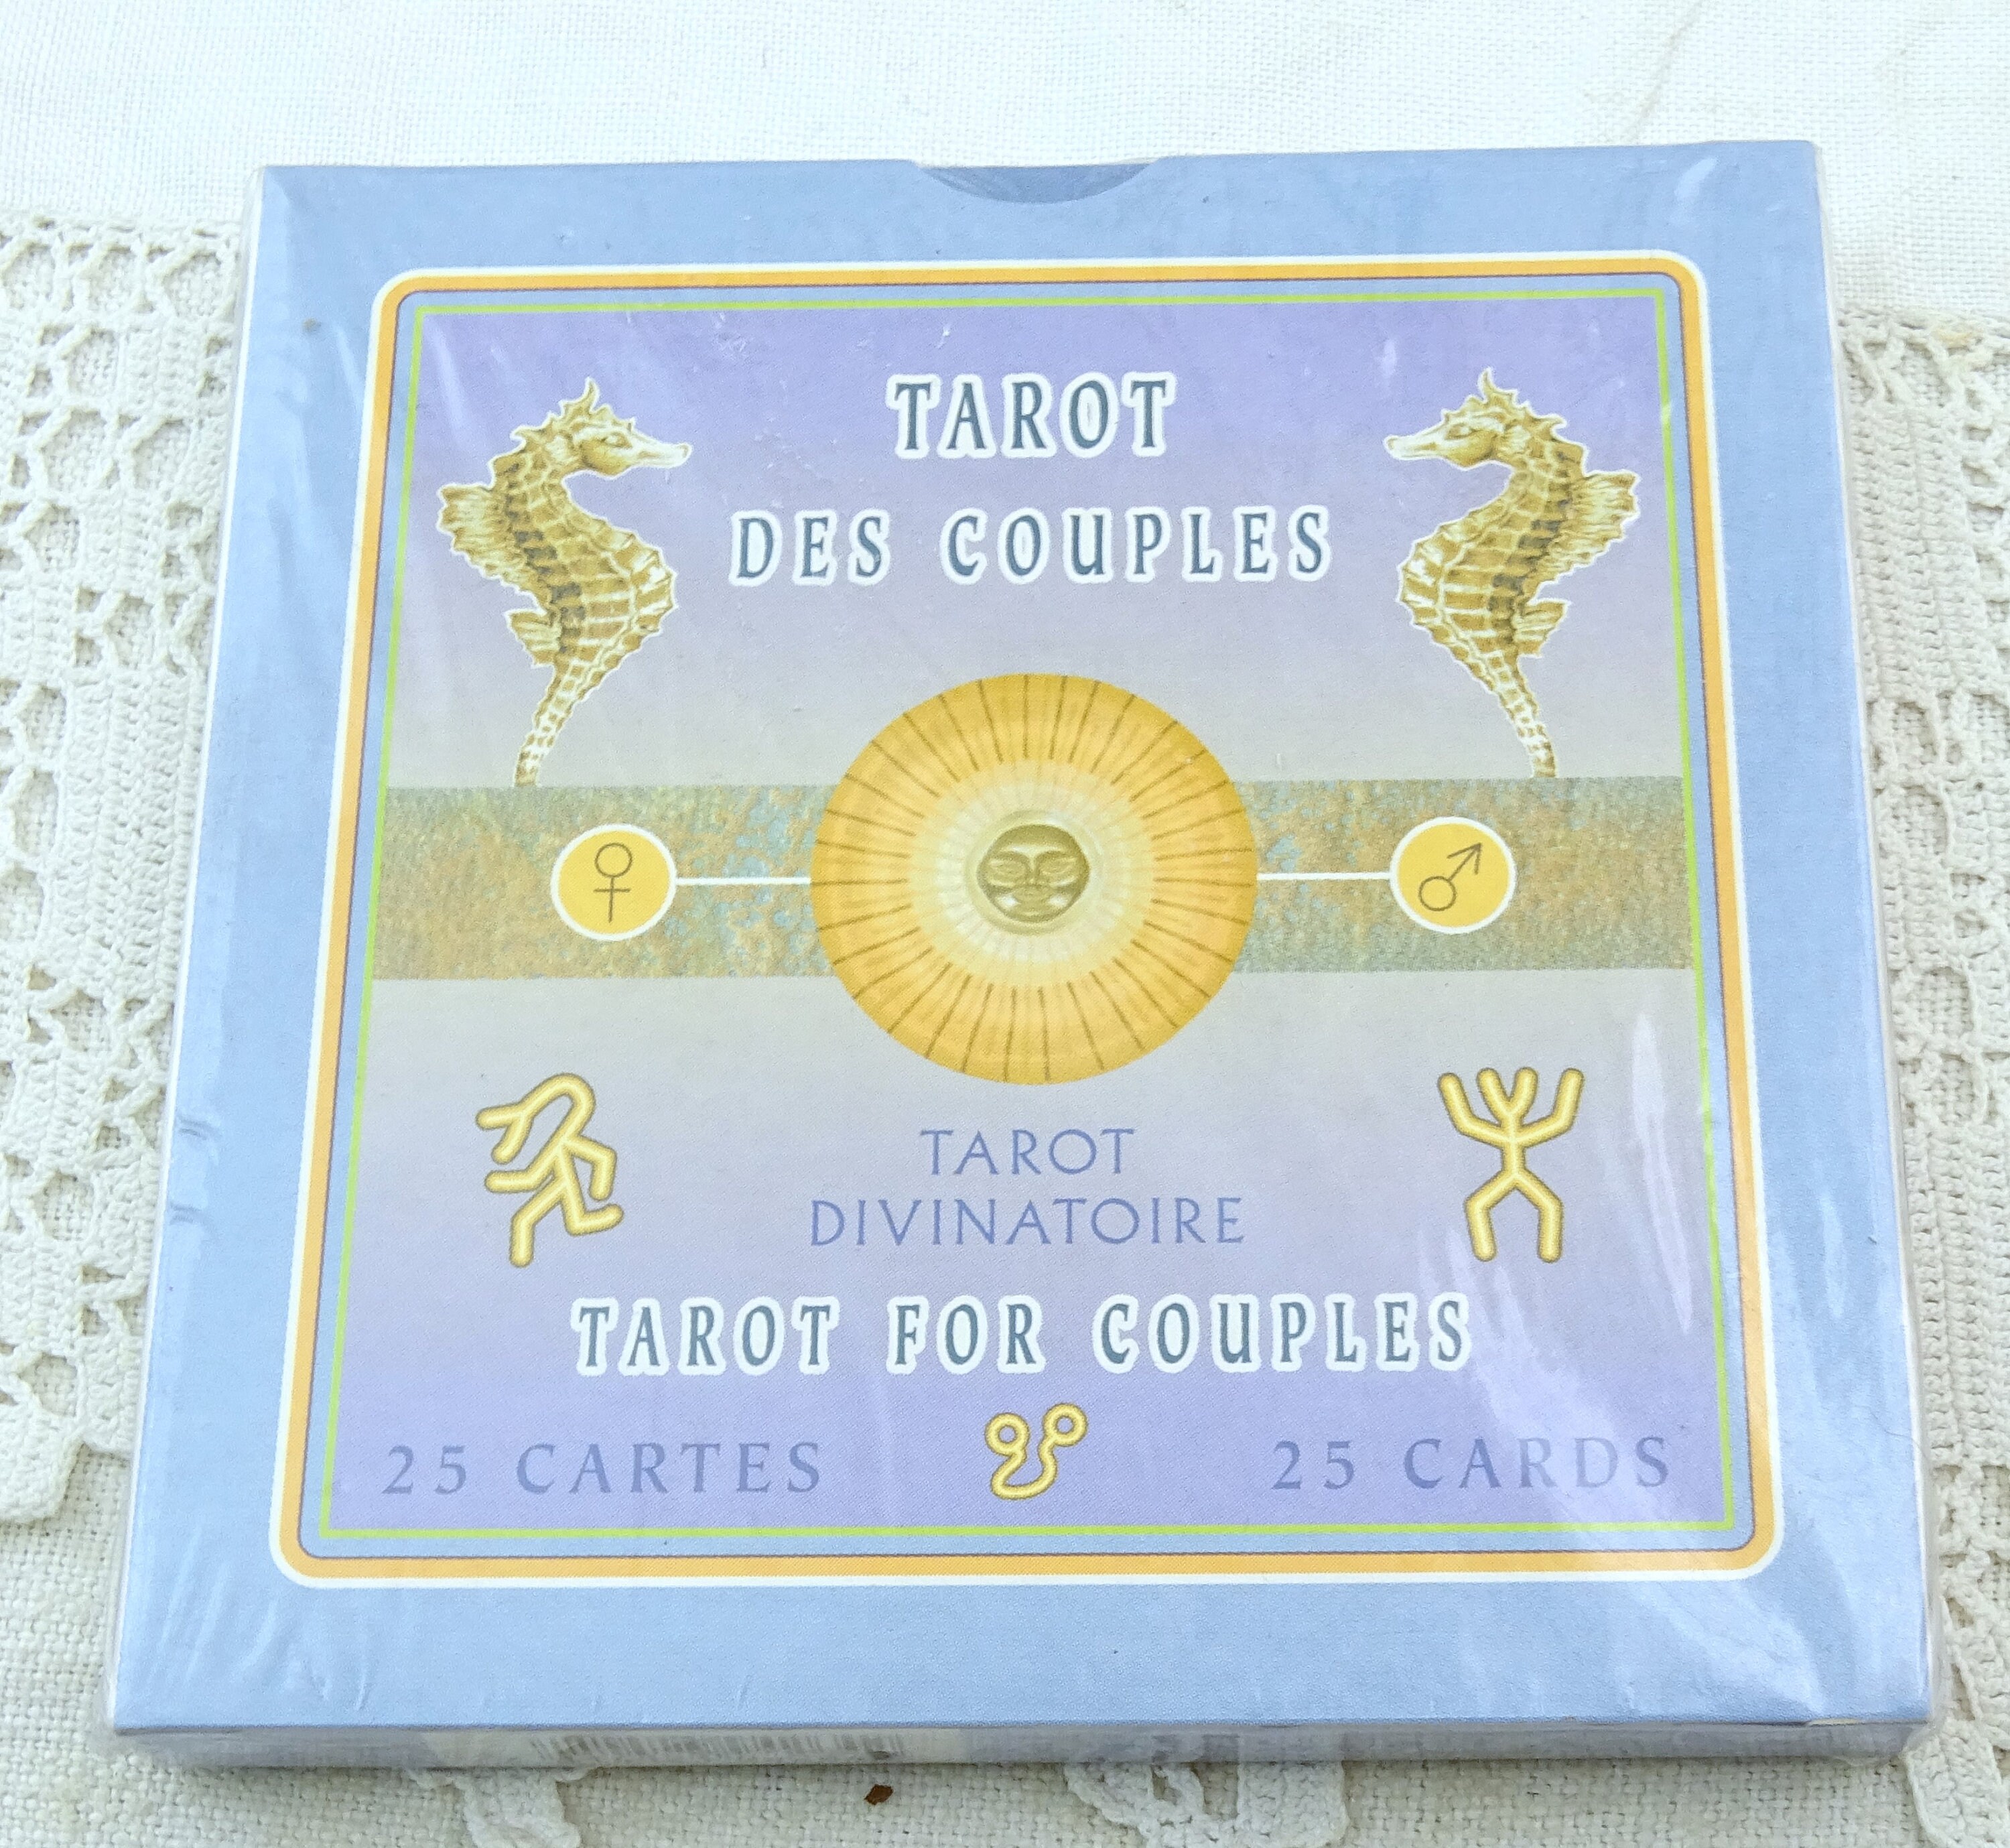 TAROT
DES COUPLES
♀
♂
TAROT
DIVINATOIRE
TAROT FOR COUPLES
25 CARTES
25 CARDS